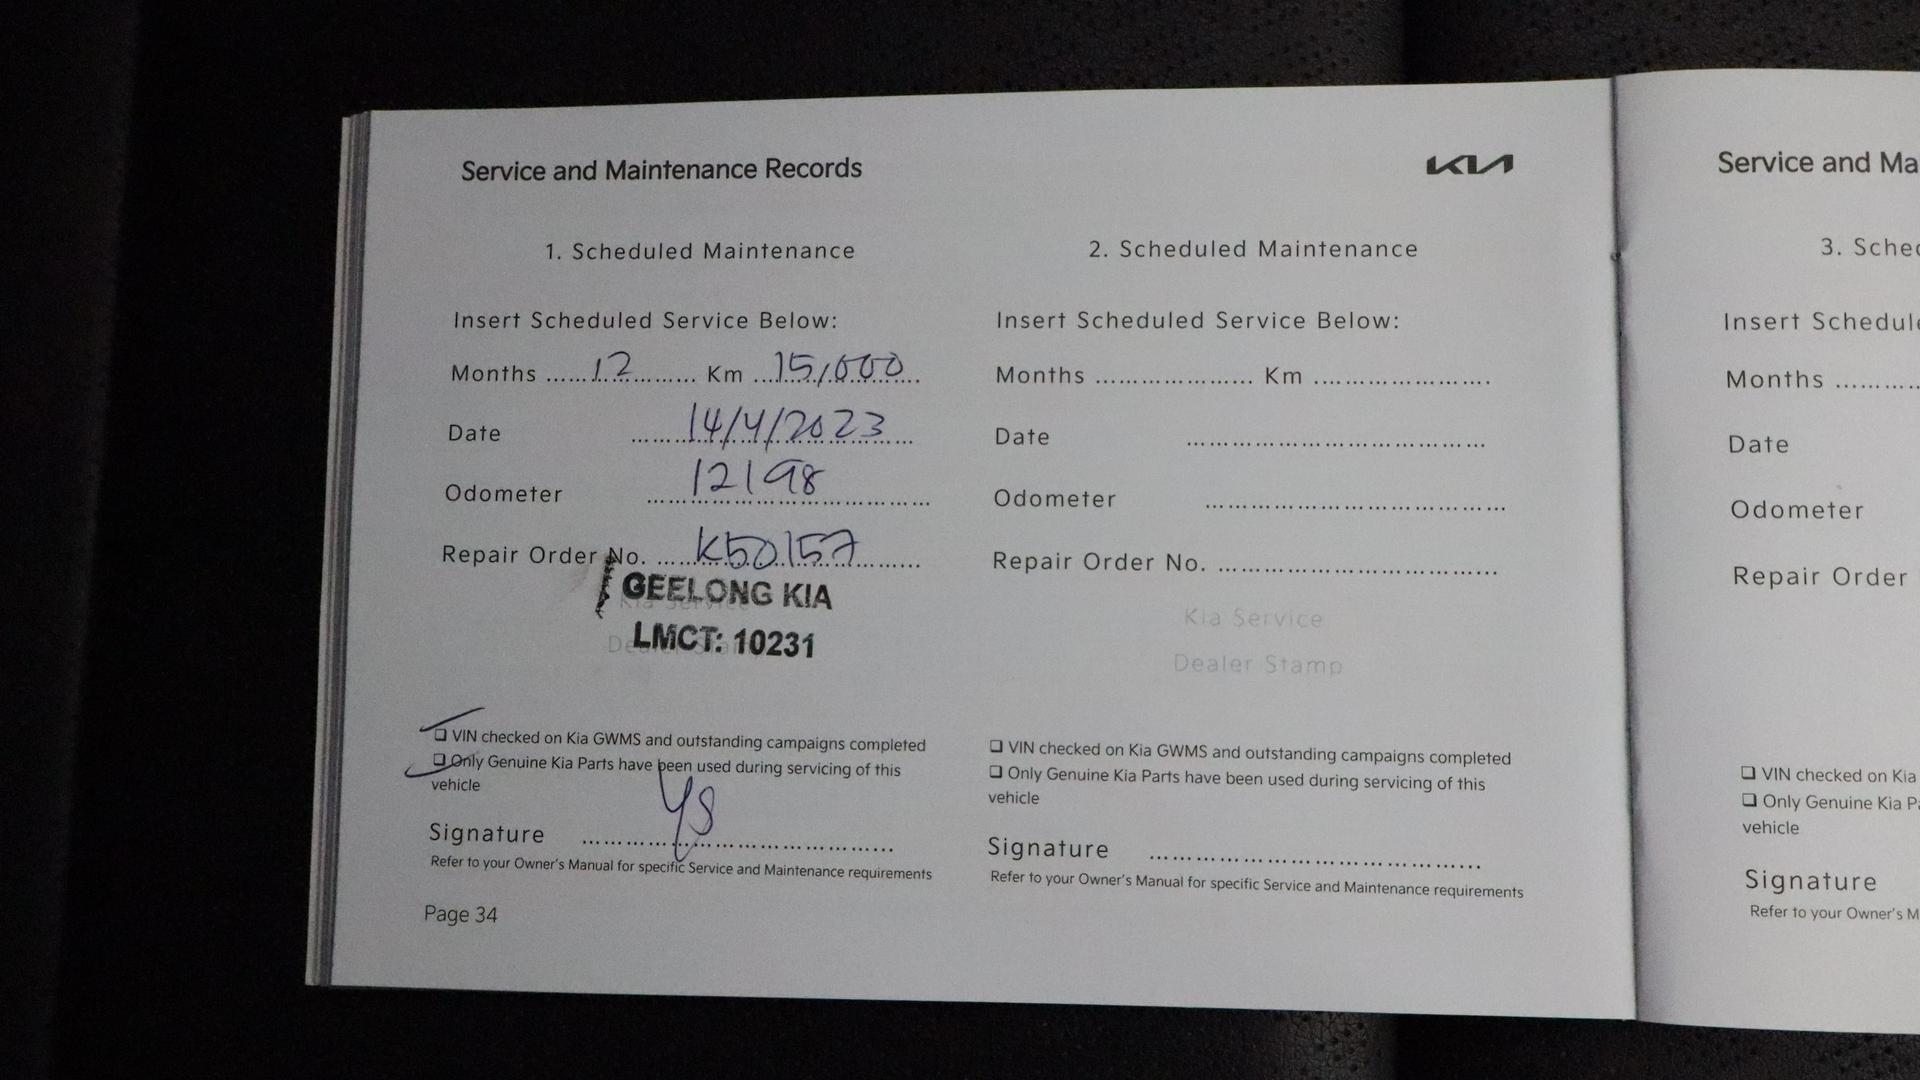 Service and Maintenance Records
KIA
1. Scheduled Maintenance
Insert Scheduled Service Below:
Months ......12.......... Km ....15,000....
Date 14/4/2023
Odometer 12198
Repair Order No. ....K50157........
Kia Service
Dealer Stamp
GEELONG KIA
LMCT: 10231
❑ VIN checked on Kia GWMS and outstanding campaigns completed
❑ Only Genuine Kia Parts have been used during servicing of this
vehicle
Signature ys
Refer to your Owner's Manual for specific Service and Maintenance requirements
Page 34
2. Scheduled Maintenance
Insert Scheduled Service Below:
Months ...................... Km .........................
Date ........................................
Odometer ........................................
Repair Order No. .....................................
Kia Service
Dealer Stamp
❑ VIN checked on Kia GWMS and outstanding campaigns completed
❑ Only Genuine Kia Parts have been used during servicing of this
vehicle
Signature ........................................
Refer to your Owner's Manual for specific Service and Maintenance requirements
Service and Ma
3. Sched
Insert Schedule
Months ..........
Date
Odometer
Repair Order
❑ VIN checked on Kia
❑ Only Genuine Kia Pa
vehicle
Signature
Refer to your Owner's M